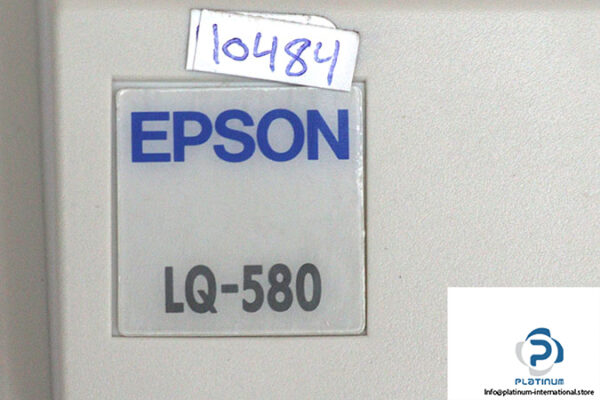 10484
EPSON
LQ-580
PLATINUM
Info@platinum-international.store